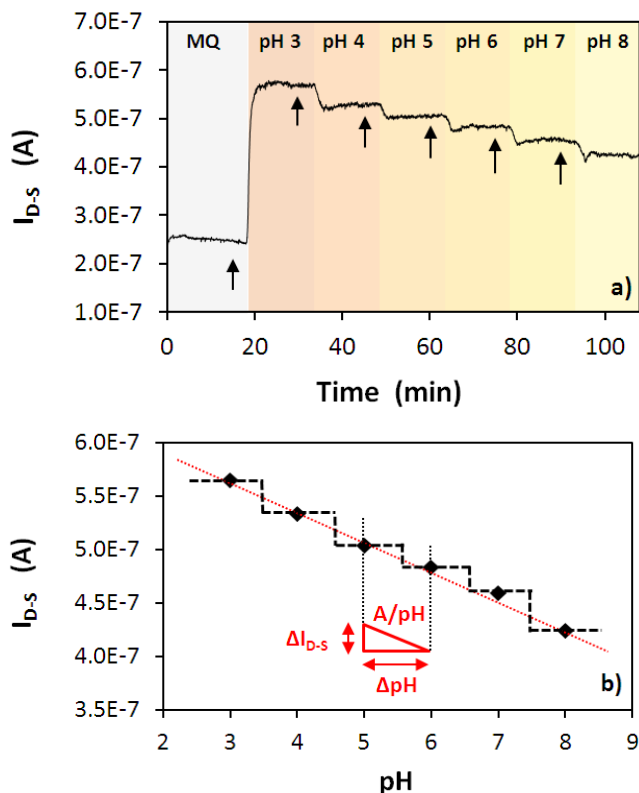 MQ pH 3 pH 4 pH 5 pH 6 pH 7 pH 8
7.0E-7
6.0E-7
5.0E-7
4.0E-7
3.0E-7
2.0E-7
1.0E-7
I_D-S (A)
a)
0 20 40 60 80 100
Time (min)
6.0E-7
5.5E-7
5.0E-7
4.5E-7
4.0E-7
3.5E-7
I_D-S (A)
A/pH
ΔI_D-S
ΔpH
b)
2 3 4 5 6 7 8 9
pH